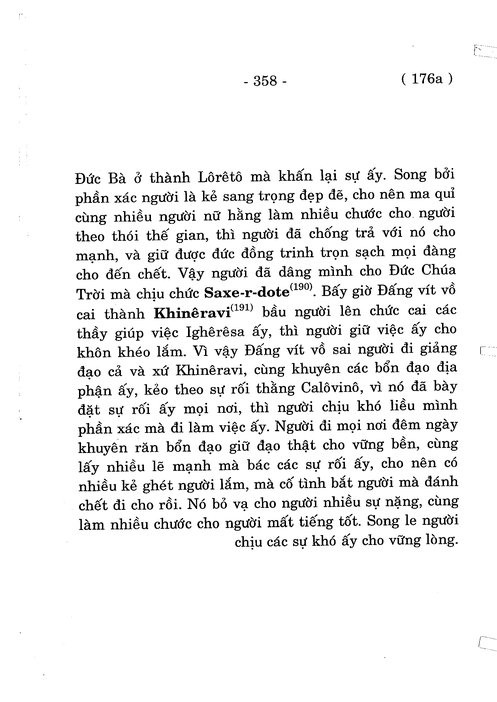 - 358 -
( 176a )
Đức Bà ở thành Lôrêtô mà khấn lại sự ấy. Song bởi
phần xác người là kẻ sang trọng đẹp đẽ, cho nên ma quỉ
cùng nhiều người nữ hằng làm nhiều chước cho người
theo thói thế gian, thì người đã chống trả với nó cho
mạnh, và giữ được đức đồng trinh trọn sạch mọi đàng
cho đến chết. Vậy người đã dâng mình cho Đức Chúa
Trời mà chịu chức Saxe-r-dote(190). Bấy giờ Đấng vít vồ
cai thành Khinêravi(191) bầu người lên chức cai các
thầy giúp việc Ighêrêsa ấy, thì người giữ việc ấy cho
khôn khéo lắm. Vì vậy Đấng vít vồ sai người đi giảng
đạo cả và xứ Khinêravi, cùng khuyên các bổn đạo địa
phận ấy, kẻo theo sự rối thằng Calôvinô, vì nó đã bày
đặt sự rối ấy mọi nơi, thì người chịu khó liều mình
phần xác mà đi làm việc ấy. Người đi mọi nơi đêm ngày
khuyên răn bổn đạo giữ đạo thật cho vững bền, cùng
lấy nhiều lẽ mạnh mà bác các sự rối ấy, cho nên có
nhiều kẻ ghét người lắm, mà cố tình bắt người mà đánh
chết đi cho rồi. Nó bỏ vạ cho người nhiều sự nặng, cùng
làm nhiều chước cho người mất tiếng tốt. Song le người
chịu các sự khó ấy cho vững lòng.